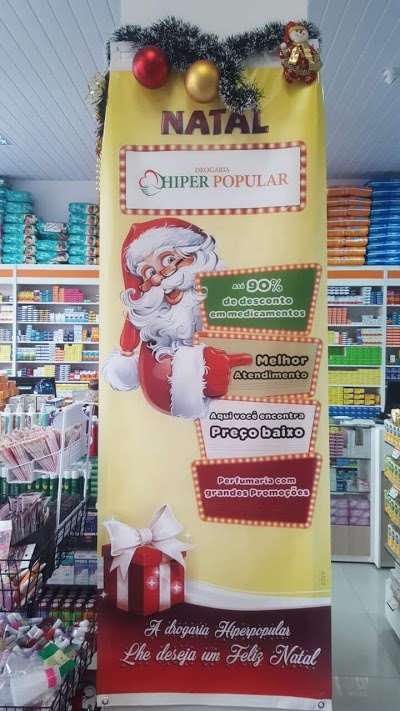 NATAL
DROGARIA
HIPER POPULAR
até 90%
de desconto
em medicamentos
Melhor
Atendimento
Aqui você encontra
Preço baixo
Perfumaria com
grandes Promoções
A drogaria Hiperpopular
Lhe deseja um Feliz Natal